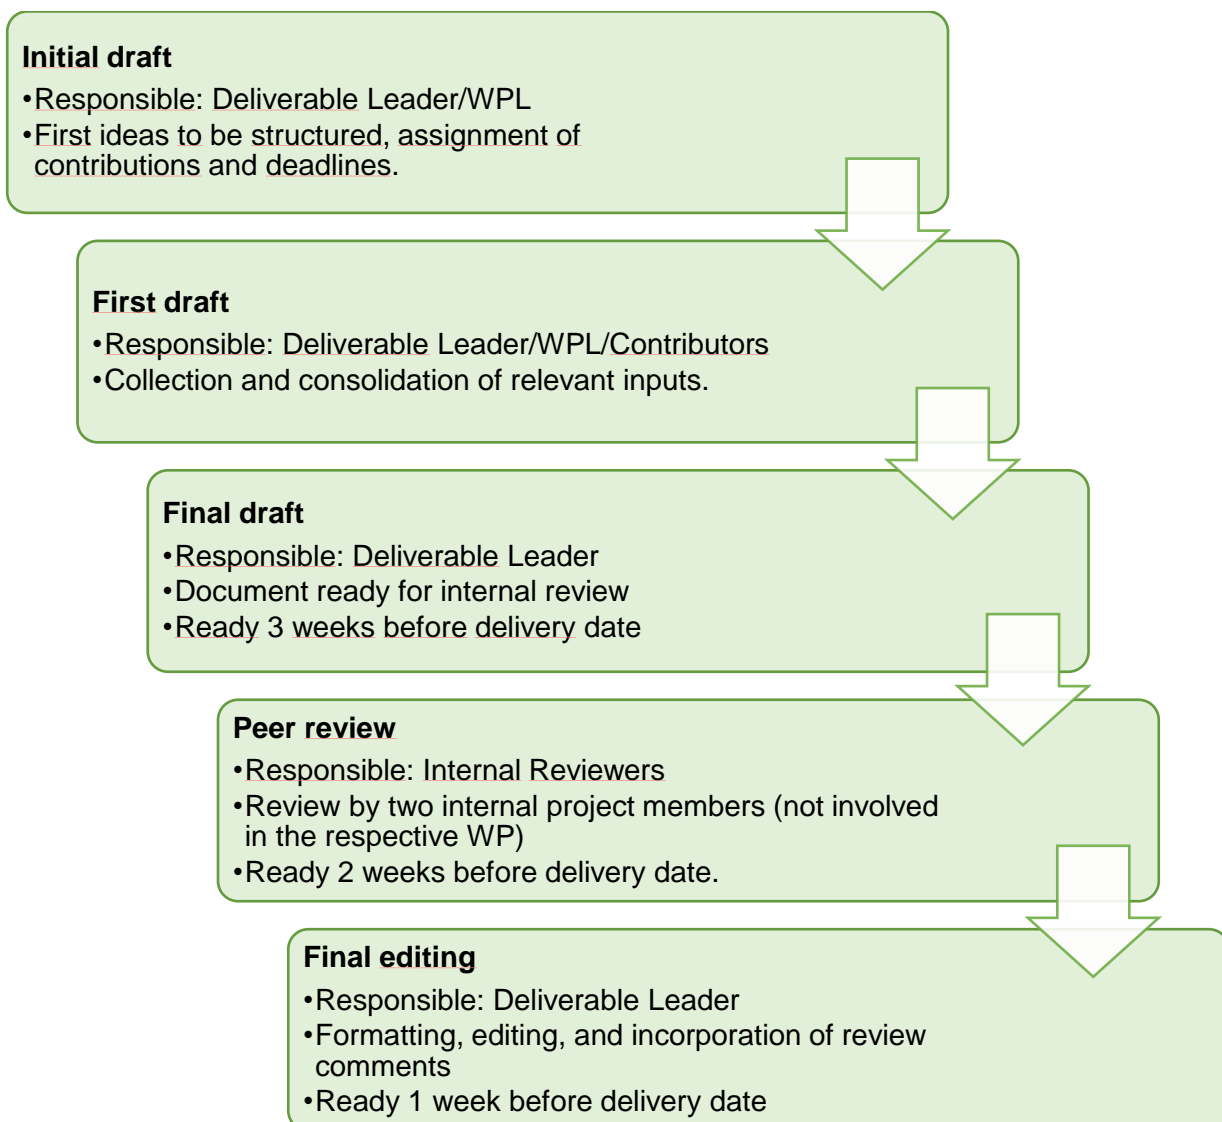 Initial draft
•Responsible: Deliverable Leader/WPL
•First ideas to be structured, assignment of
contributions and deadlines.
First draft
•Responsible: Deliverable Leader/WPL/Contributors
•Collection and consolidation of relevant inputs.
Final draft
•Responsible: Deliverable Leader
•Document ready for internal review
•Ready 3 weeks before delivery date
Peer review
•Responsible: Internal Reviewers
•Review by two internal project members (not involved
in the respective WP)
•Ready 2 weeks before delivery date.
Final editing
•Responsible: Deliverable Leader
•Formatting, editing, and incorporation of review
comments
•Ready 1 week before delivery date